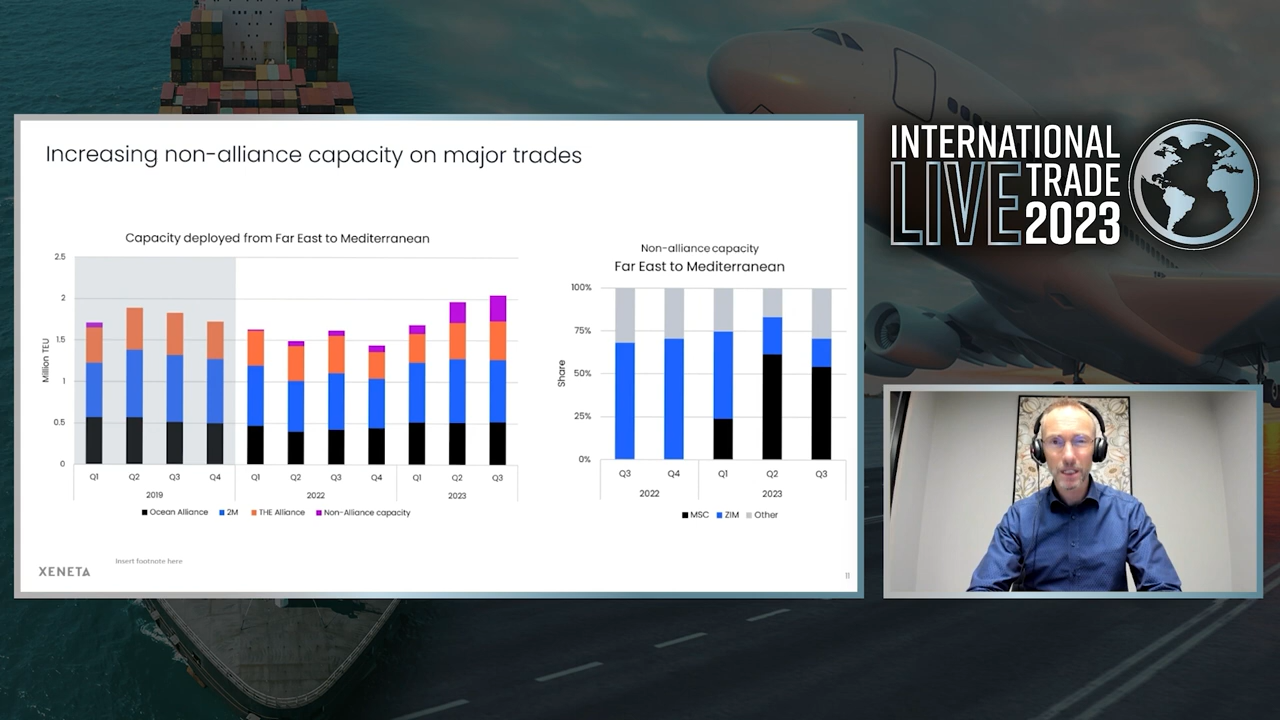 Increasing non-alliance capacity on major trades
Capacity deployed from Far East to Mediterranean
2.5
2
1.5
1
0.5
0
Million TEU
Q1 Q2 Q3 Q4 Q1 Q2 Q3 Q4 Q1 Q2 Q3
2019 2022 2023
Ocean Alliance 2M THE Alliance Non-Alliance capacity
Non-alliance capacity
Far East to Mediterranean
100%
75%
50%
25%
0%
Share
Q3 Q4 Q1 Q2 Q3
2022 2023
MSC ZIM Other
Insert footnote here
XENETA
11
INTERNATIONAL
LIVE TRADE
2023